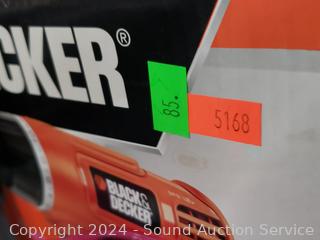 CKER®
85.
5168
BLACK&
DECKER
Copyright 2024 - Sound Auction Service